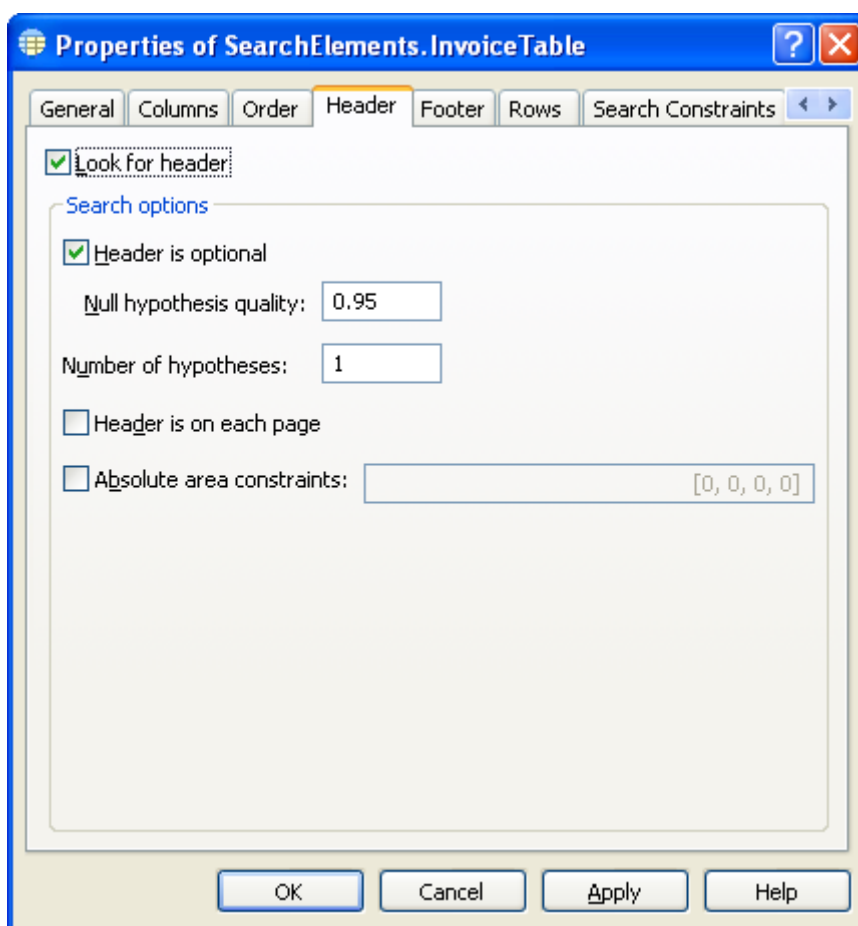 Properties of SearchElements.InvoiceTable
General Columns Order Header Footer Rows Search Constraints
Look for header
Search options
Header is optional
Null hypothesis quality: 0.95
Number of hypotheses: 1
Header is on each page
Absolute area constraints: [0, 0, 0, 0]
OK Cancel Apply Help